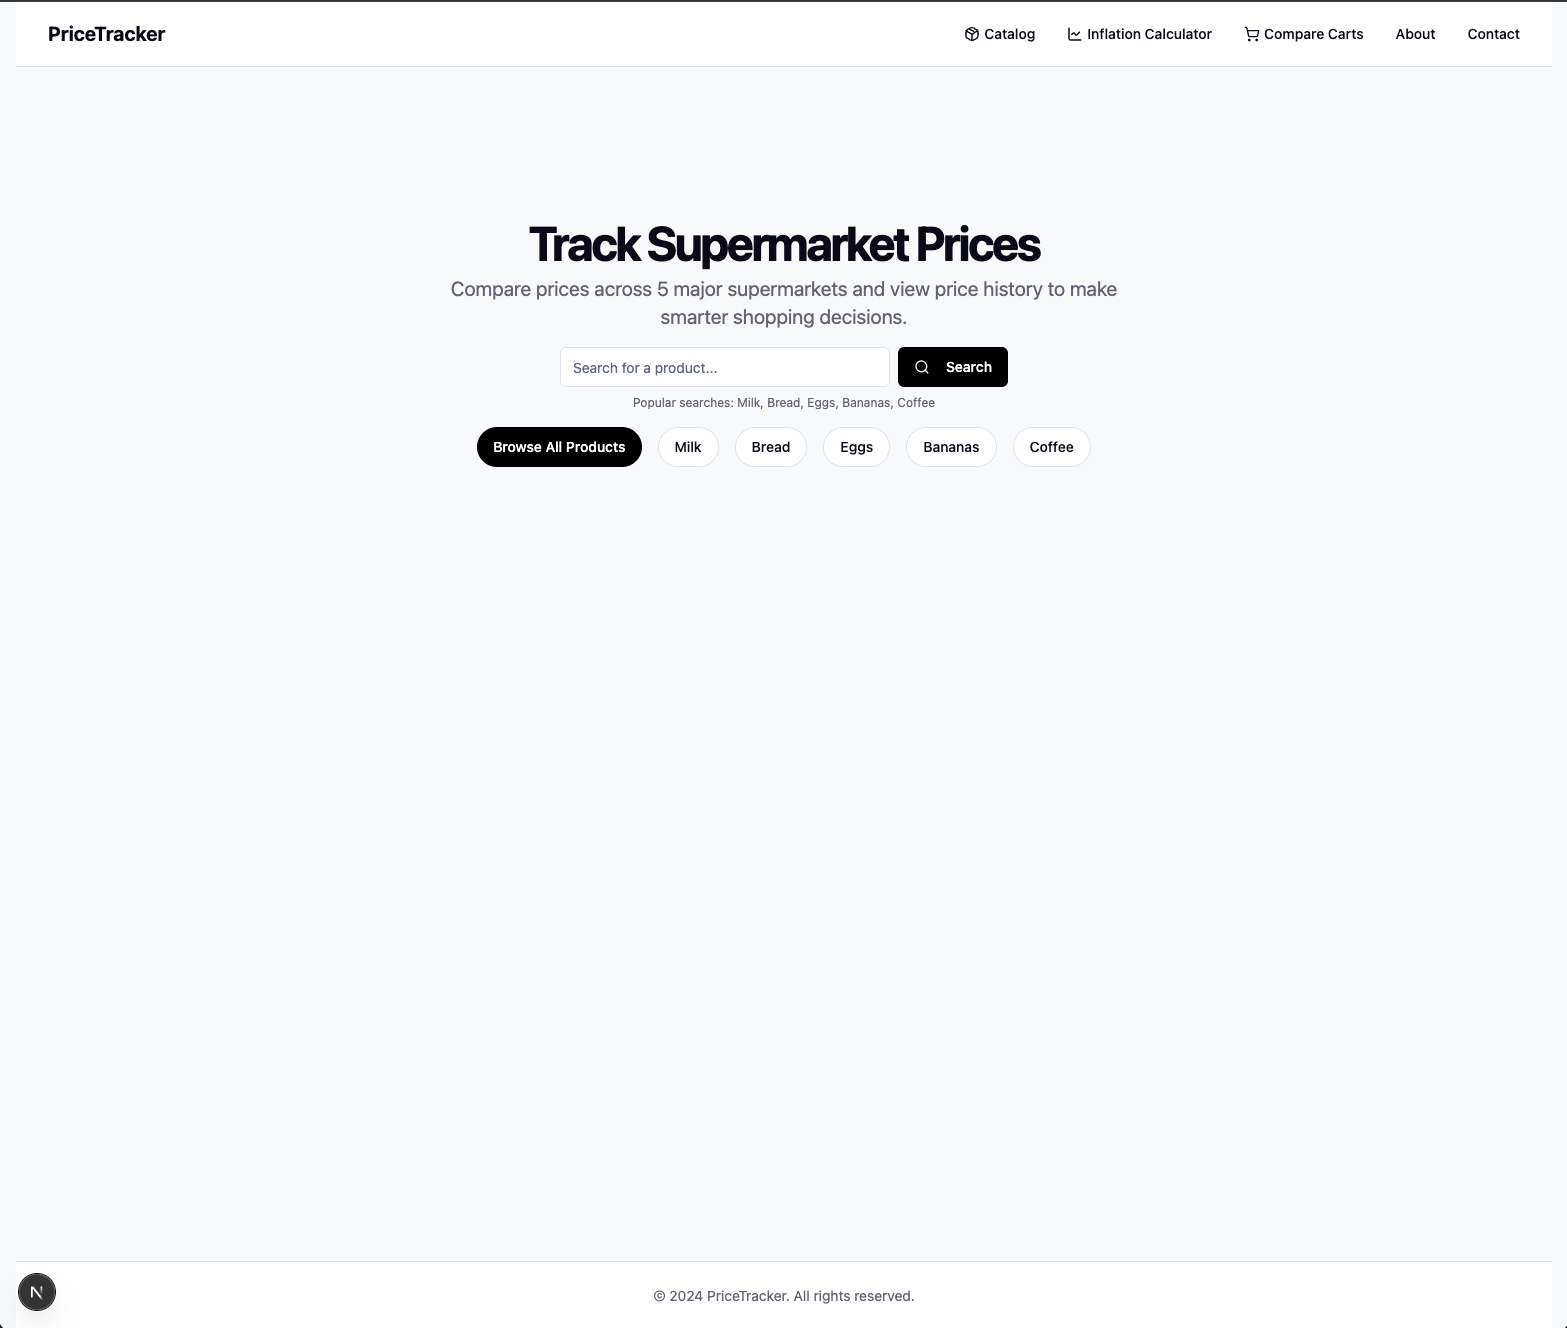 PriceTracker
Catalog
Inflation Calculator
Compare Carts
About
Contact
Track Supermarket Prices
Compare prices across 5 major supermarkets and view price history to make
smarter shopping decisions.
Search for a product...
Search
Popular searches: Milk, Bread, Eggs, Bananas, Coffee
Browse All Products
Milk
Bread
Eggs
Bananas
Coffee
N
© 2024 PriceTracker. All rights reserved.